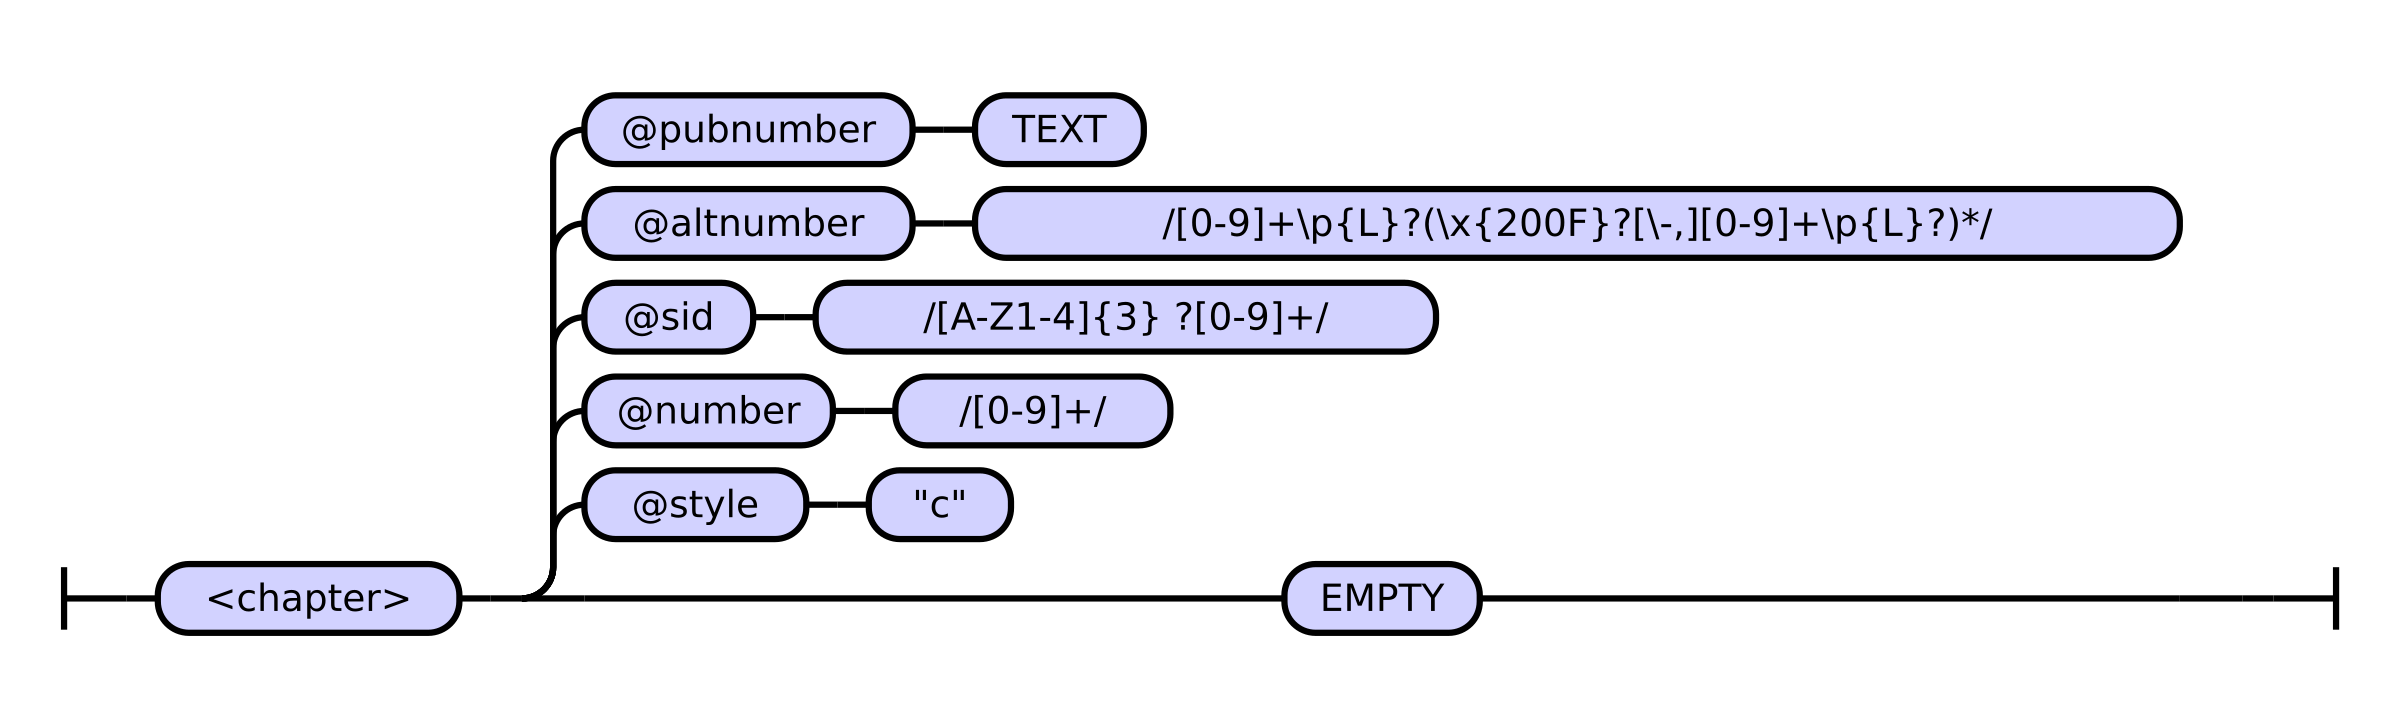 @pubnumber TEXT
@altnumber /[0-9]+\p{L}?(\x{200F}?[\-,][0-9]+\p{L}?)*/
@sid /[A-Z1-4]{3} ?[0-9]+/
@number /[0-9]+/
@style "c"
<chapter> EMPTY